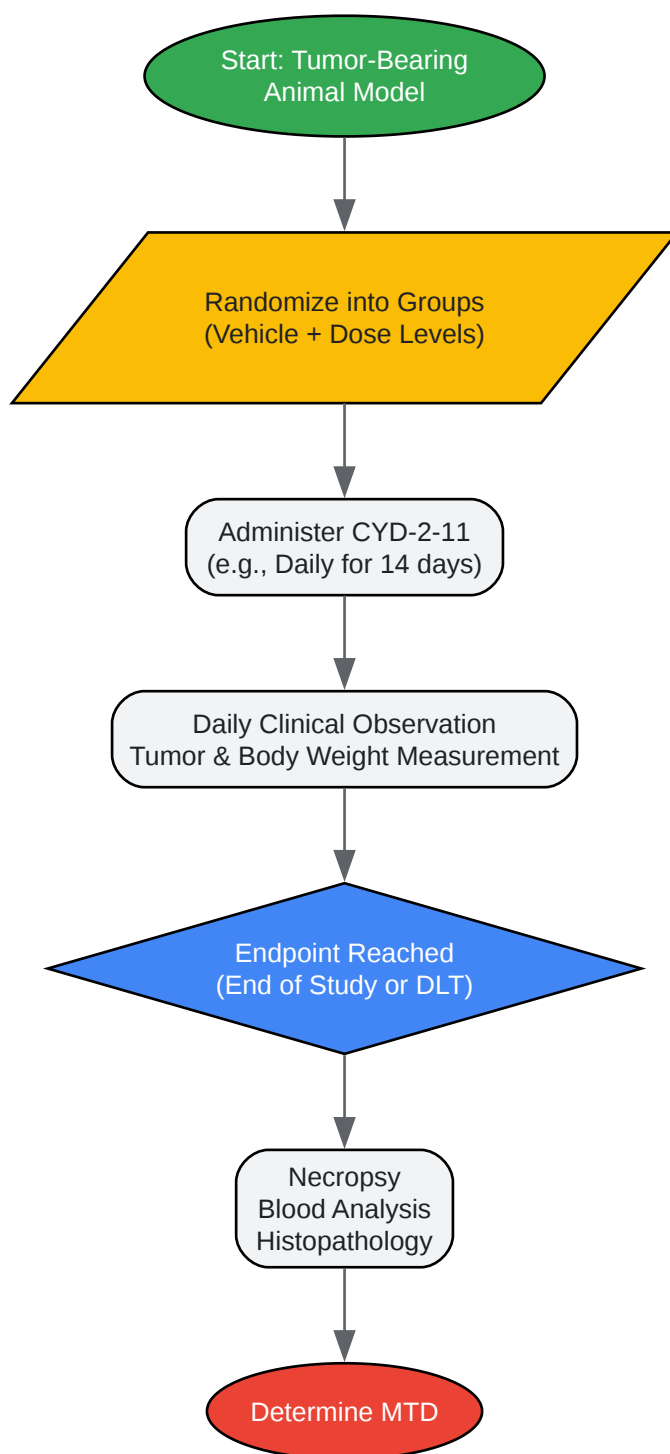 Start: Tumor-Bearing
Animal Model
Randomize into Groups
(Vehicle + Dose Levels)
Administer CYD-2-11
(e.g., Daily for 14 days)
Daily Clinical Observation
Tumor & Body Weight Measurement
Endpoint Reached
(End of Study or DLT)
Necropsy
Blood Analysis
Histopathology
Determine MTD